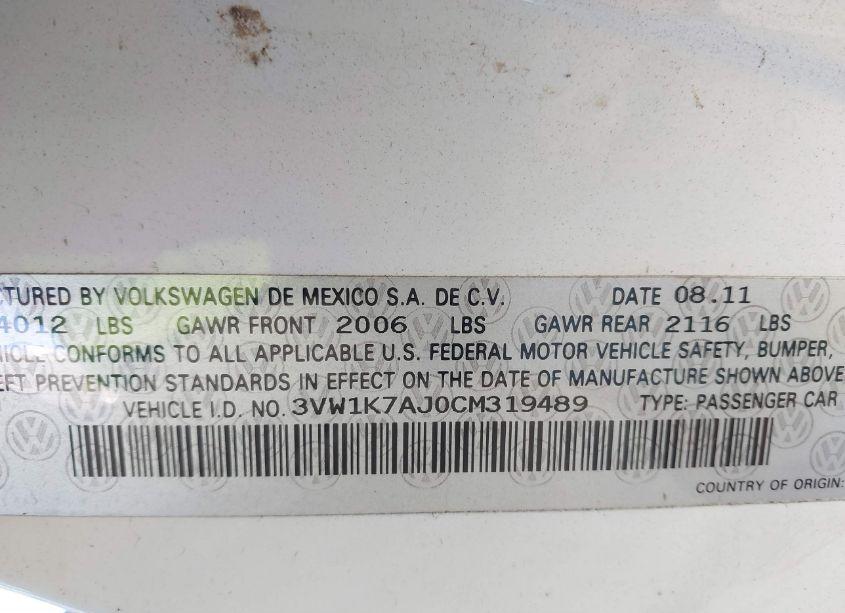 CTURED BY VOLKSWAGEN DE MEXICO S.A. DE C.V. DATE 08.11
4012 LBS GAWR FRONT 2006 LBS GAWR REAR 2116 LBS
HICLE CONFORMS TO ALL APPLICABLE U.S. FEDERAL MOTOR VEHICLE SAFETY, BUMPER,
EFT PREVENTION STANDARDS IN EFFECT ON THE DATE OF MANUFACTURE SHOWN ABOVE
VEHICLE I.D. NO. 3VW1K7AJ0CM319489 TYPE: PASSENGER CAR
COUNTRY OF ORIGIN: